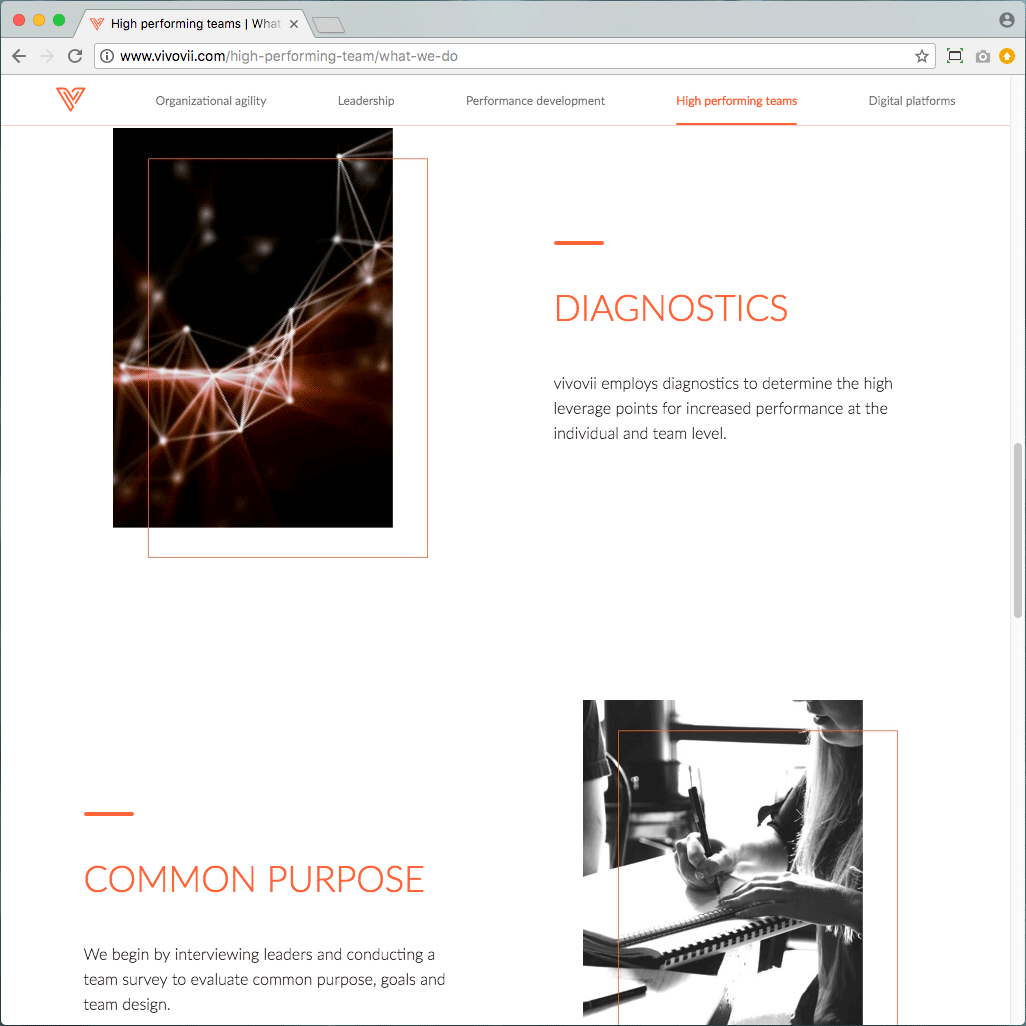 High performing teams | What
www.vivovii.com/high-performing-team/what-we-do
Organizational agility
Leadership
Performance development
High performing teams
Digital platforms
DIAGNOSTICS
vivovii employs diagnostics to determine the high
leverage points for increased performance at the
individual and team level.
COMMON PURPOSE
We begin by interviewing leaders and conducting a
team survey to evaluate common purpose, goals and
team design.